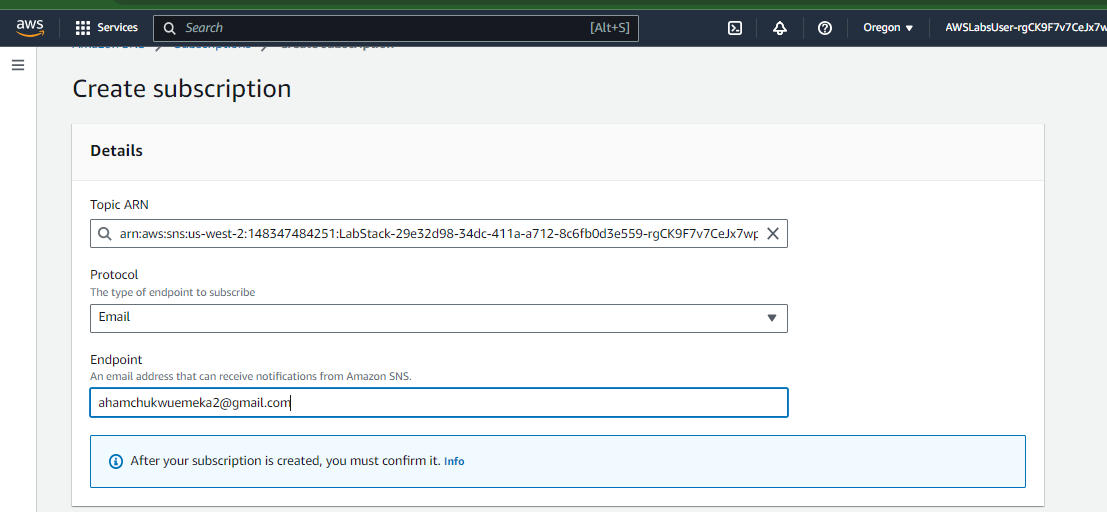 aws
Services
Search
[Alt+S]
Oregon
AWSLabsUser-rgCK9F7v7CeJx7w
Create subscription
Create subscription
Details
Topic ARN
arn:aws:sns:us-west-2:148347484251:LabStack-29e32d98-34dc-411a-a712-8c6fb0d3e559-rgCK9F7v7CeJx7wp
Protocol
The type of endpoint to subscribe
Email
Endpoint
An email address that can receive notifications from Amazon SNS.
ahamchukwuemeka2@gmail.com
After your subscription is created, you must confirm it. Info